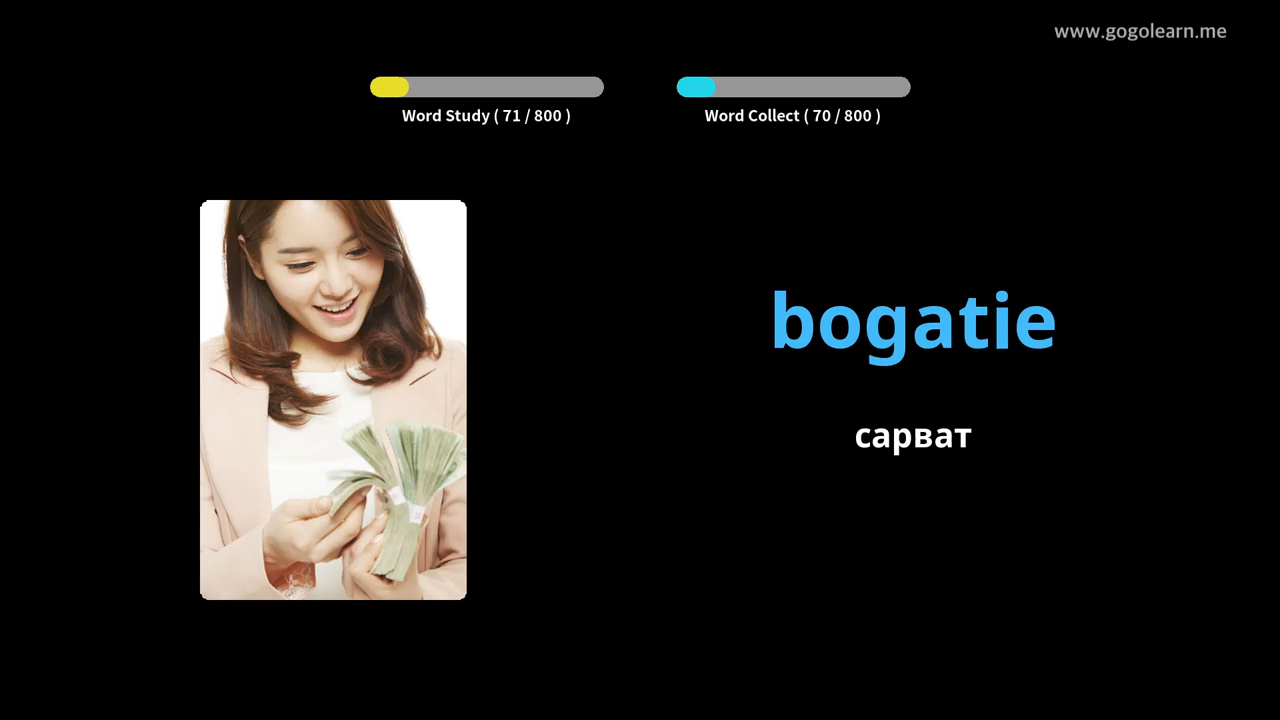 www.gogolearn.me
Word Study ( 71 / 800 )
Word Collect ( 70 / 800 )
bogatie
сарват